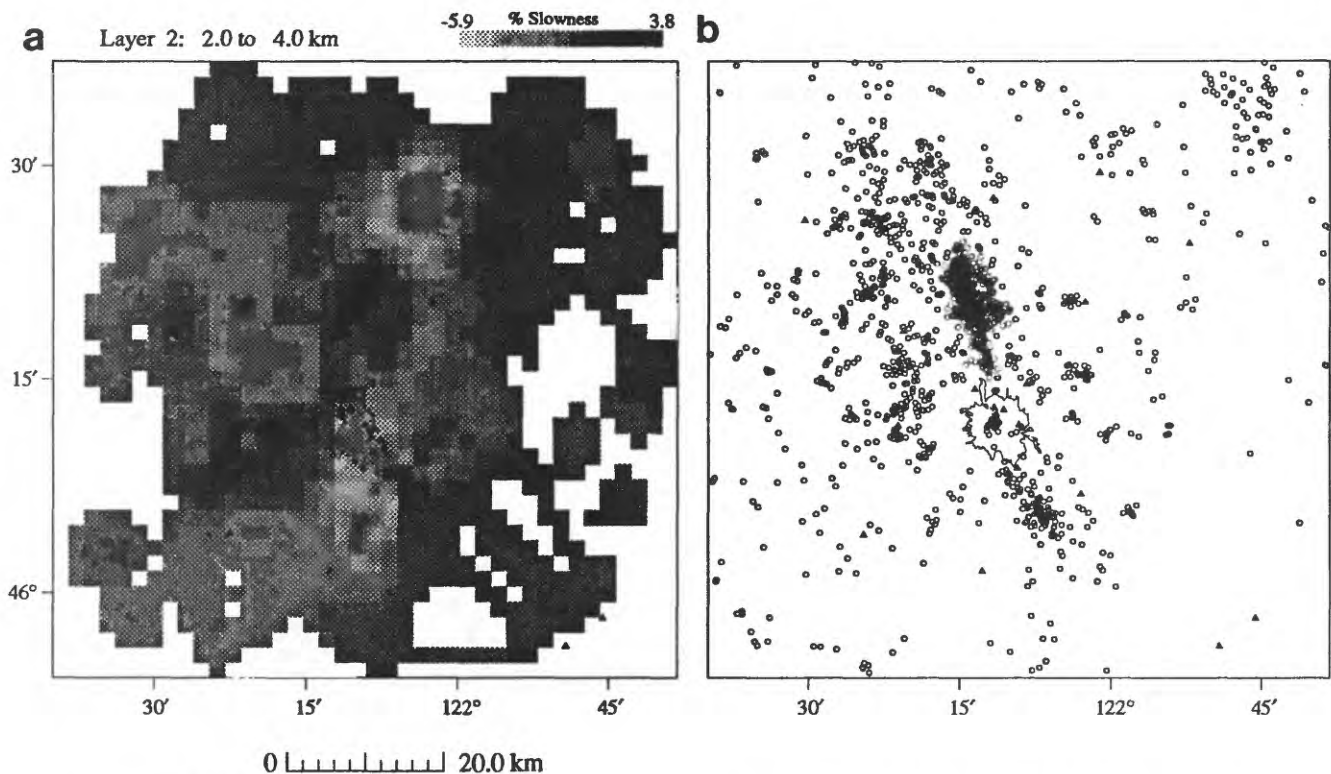 a
Layer 2: 2.0 to 4.0 km
-5.9 % Slowness 3.8
b
30′
15′
46°
30′ 15′ 122° 45′
30′ 15′ 122° 45′
0 20.0 km